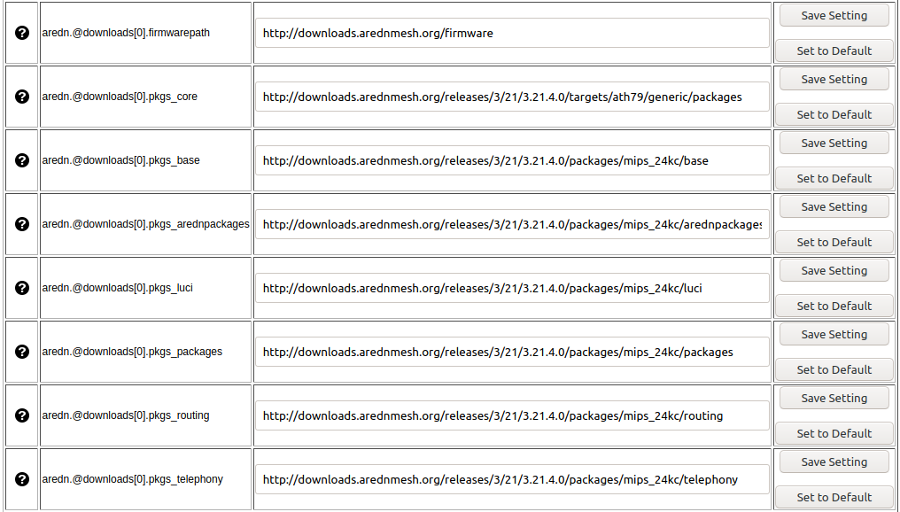 Save Setting
aredn.@downloads[0].firmwarepath http://downloads.arednmesh.org/firmware
Set to Default
Save Setting
aredn.@downloads[0].pkgs_core http://downloads.arednmesh.org/releases/3/21/3.21.4.0/targets/ath79/generic/packages
Set to Default
Save Setting
aredn.@downloads[0].pkgs_base http://downloads.arednmesh.org/releases/3/21/3.21.4.0/packages/mips_24kc/base
Set to Default
Save Setting
aredn.@downloads[0].pkgs_arednpackages http://downloads.arednmesh.org/releases/3/21/3.21.4.0/packages/mips_24kc/arednpackages
Set to Default
Save Setting
aredn.@downloads[0].pkgs_luci http://downloads.arednmesh.org/releases/3/21/3.21.4.0/packages/mips_24kc/luci
Set to Default
Save Setting
aredn.@downloads[0].pkgs_packages http://downloads.arednmesh.org/releases/3/21/3.21.4.0/packages/mips_24kc/packages
Set to Default
Save Setting
aredn.@downloads[0].pkgs_routing http://downloads.arednmesh.org/releases/3/21/3.21.4.0/packages/mips_24kc/routing
Set to Default
Save Setting
aredn.@downloads[0].pkgs_telephony http://downloads.arednmesh.org/releases/3/21/3.21.4.0/packages/mips_24kc/telephony
Set to Default